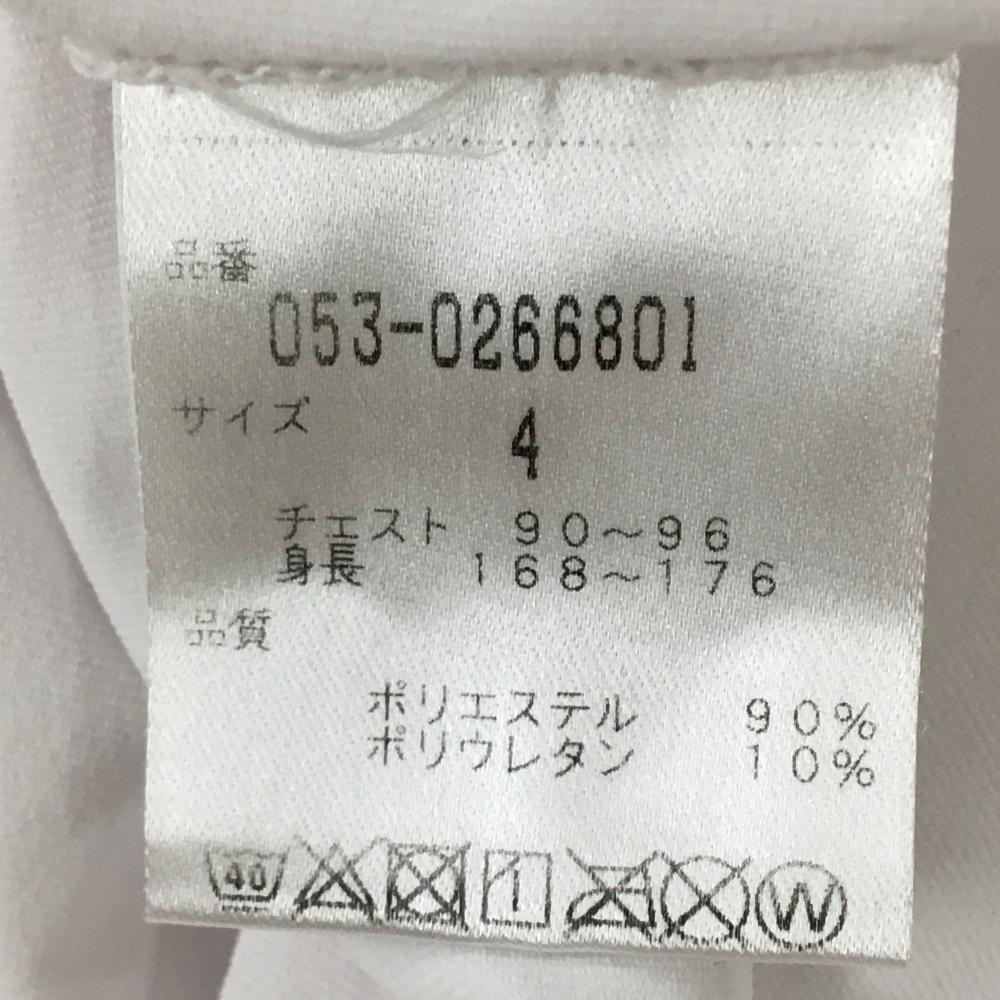 品番
053-0266801
サイズ
4
チェスト 90～96
身長 168～176
品質
ポリエステル 90%
ポリウレタン 10%
40 W